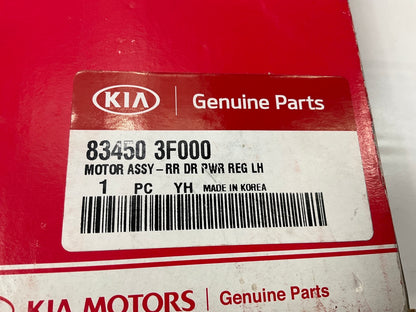 KIA Genuine Parts
83450 3F000
MOTOR ASSY-RR DR PWR REG LH
1 PC YH MADE IN KOREA
KIA MOTORS Genuine Parts